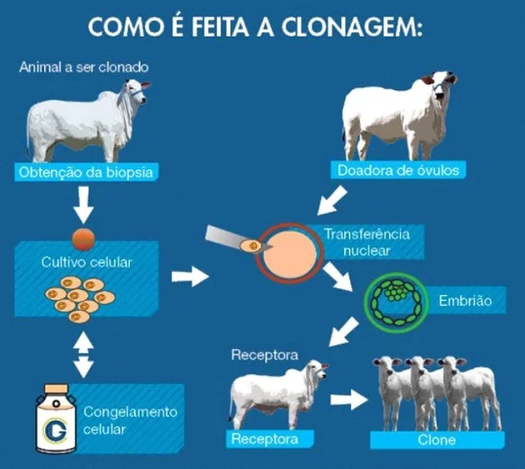 COMO É FEITA A CLONAGEM:
Animal a ser clonado
Obtenção da biopsia
Doadora de óvulos
Cultivo celular
Transferência
nuclear
Embrião
Receptora
Congelamento
celular
Receptora
Clone